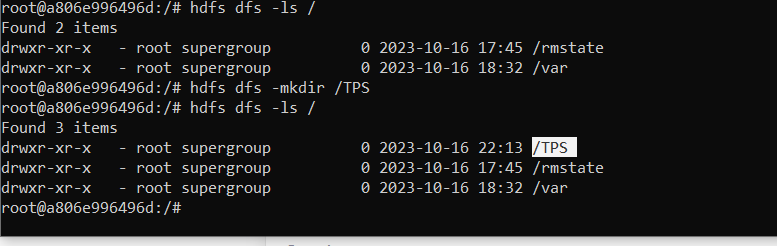 root@a806e996496d:/# hdfs dfs -ls /
Found 2 items
drwxr-xr-x   - root supergroup          0 2023-10-16 17:45 /rmstate
drwxr-xr-x   - root supergroup          0 2023-10-16 18:32 /var
root@a806e996496d:/# hdfs dfs -mkdir /TPS
root@a806e996496d:/# hdfs dfs -ls /
Found 3 items
drwxr-xr-x   - root supergroup          0 2023-10-16 22:13 /TPS
drwxr-xr-x   - root supergroup          0 2023-10-16 17:45 /rmstate
drwxr-xr-x   - root supergroup          0 2023-10-16 18:32 /var
root@a806e996496d:/#